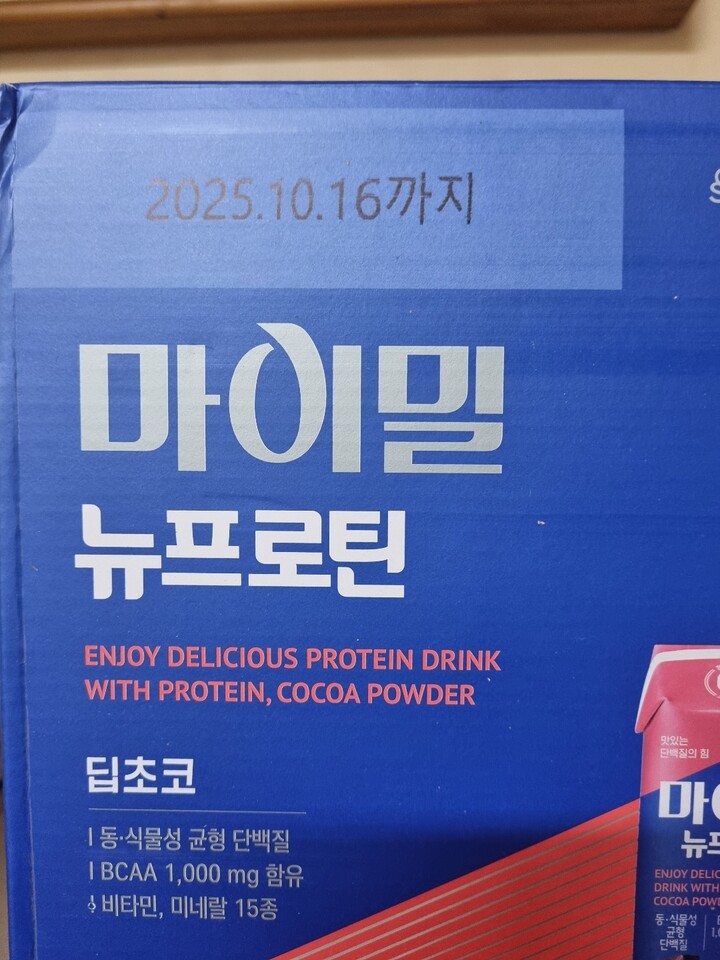 2025.10.16까지
마이밀
뉴프로틴
ENJOY DELICIOUS PROTEIN DRINK
WITH PROTEIN, COCOA POWDER
딥초코
동·식물성 균형 단백질
BCAA 1,000 mg 함유
비타민, 미네랄 15종
맛있는
단백질의 힘
마이
뉴프
ENJOY DELIC
DRINK WITH
COCOA POW
동·식물성
균형
단백질